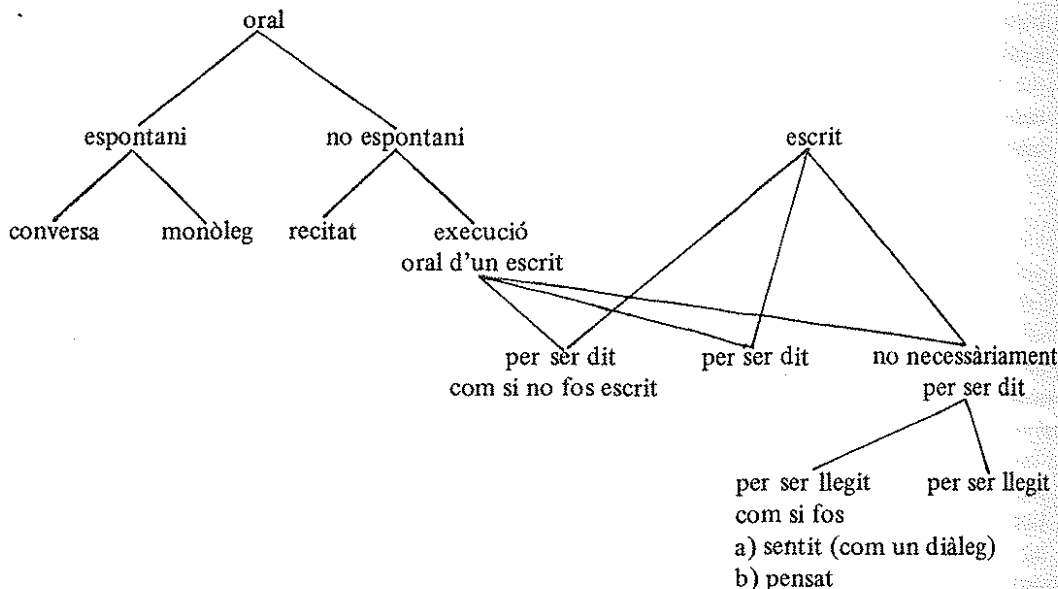 oral
espontani
no espontani
escrit
conversa
monòleg
recitat
execució
oral d'un escrit
per ser dit
com si no fos escrit
per ser dit
no necessàriament
per ser dit
per ser llegit
com si fos
a) sentit (com un diàleg)
b) pensat
per ser llegit